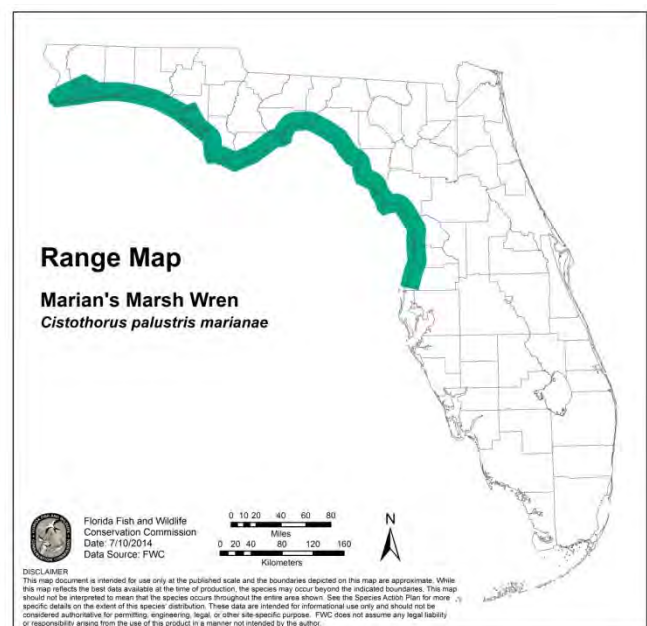 Range Map
Marian's Marsh Wren
Cistothorus palustris marianae
Florida Fish and Wildlife
Conservation Commission
Date: 7/10/2014
Data Source: FWC
0 10 20 40 60 80
Miles
0 20 40 80 120 160
Kilometers
N
DISCLAIMER
This map document is intended for use only at the published scale and the boundaries depicted on this map are approximate. While
this map reflects the best data available at the time of production, the species may occur beyond the indicated boundaries. This map
should not be interpreted to mean that the species occurs throughout the entire area shown. See the Species Action Plan for more
specific details on the extent of this species' distribution. These data are intended for informational use only and should not be
considered authoritative for permitting, engineering, legal, or other site-specific purpose. FWC does not assume any legal liability
or responsibility arising from the use of this product in a manner not intended by the author.